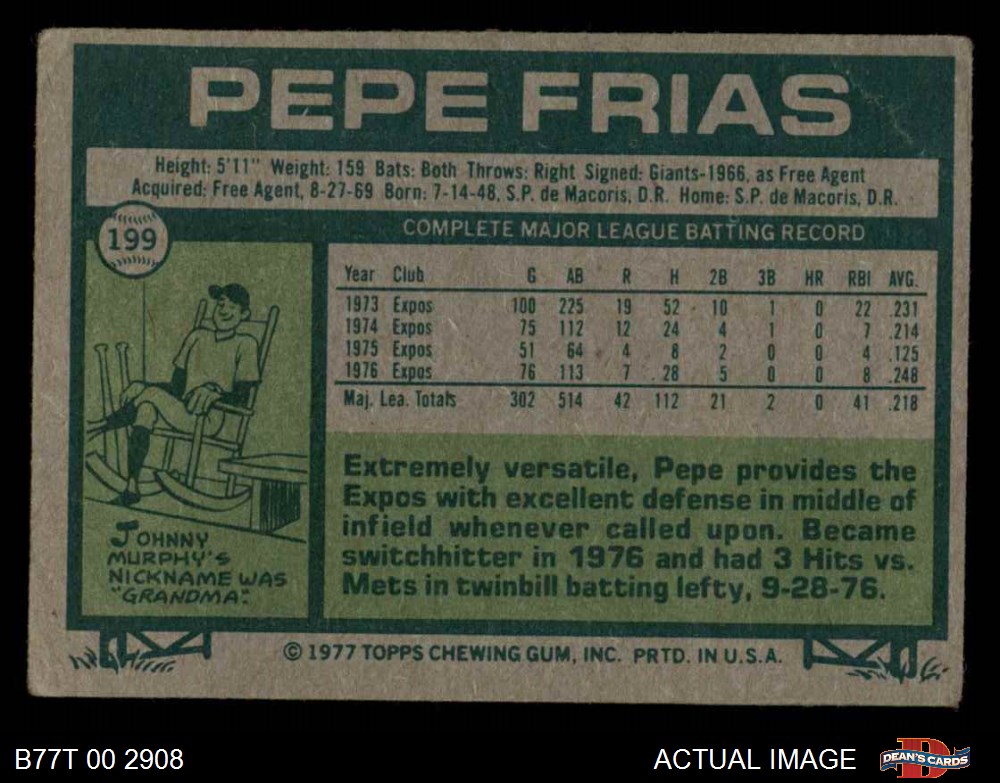 PEPE FRIAS
Height: 5'11" Weight: 159 Bats: Both Throws: Right Signed: Giants-1966, as Free Agent
Acquired: Free Agent, 8-27-69 Born: 7-14-48, S.P. de Macoris, D.R. Home: S.P. de Macoris, D.R.
199
COMPLETE MAJOR LEAGUE BATTING RECORD
Year Club G AB R H 2B 3B HR RBI AVG.
1973 Expos 100 225 19 52 10 1 0 22 .231
1974 Expos 75 112 12 24 4 1 0 7 .214
1975 Expos 51 64 4 8 2 0 0 4 .125
1976 Expos 76 113 7 28 5 0 0 8 .248
Maj. Lea. Totals 302 514 42 112 21 2 0 41 .218
JOHNNY
MURPHY'S
NICKNAME WAS
"GRANDMA."
Extremely versatile, Pepe provides the
Expos with excellent defense in middle of
infield whenever called upon. Became
switchhitter in 1976 and had 3 Hits vs.
Mets in twinbill batting lefty, 9-28-76.
© 1977 TOPPS CHEWING GUM, INC. PRTD. IN U.S.A.
B77T 00 2908
ACTUAL IMAGE
D
DEAN'S CARDS